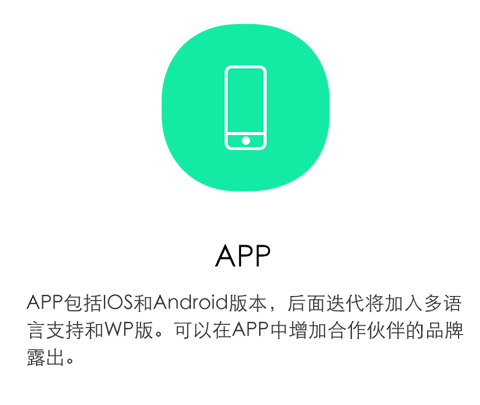 APP
APP包括IOS和Android版本，后面迭代将加入多语
言支持和WP版。可以在APP中增加合作伙伴的品牌
露出。